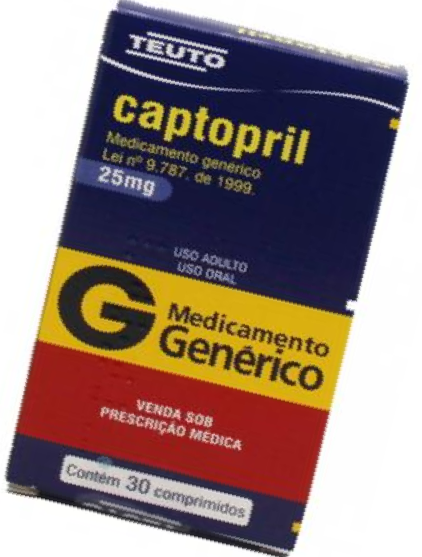 TEUTO
captopril
Medicamento genérico
Lei nº 9.787, de 1999.
25mg
USO ADULTO
USO ORAL
G Medicamento
Genérico
VENDA SOB
PRESCRIÇÃO MÉDICA
Contém 30 comprimidos